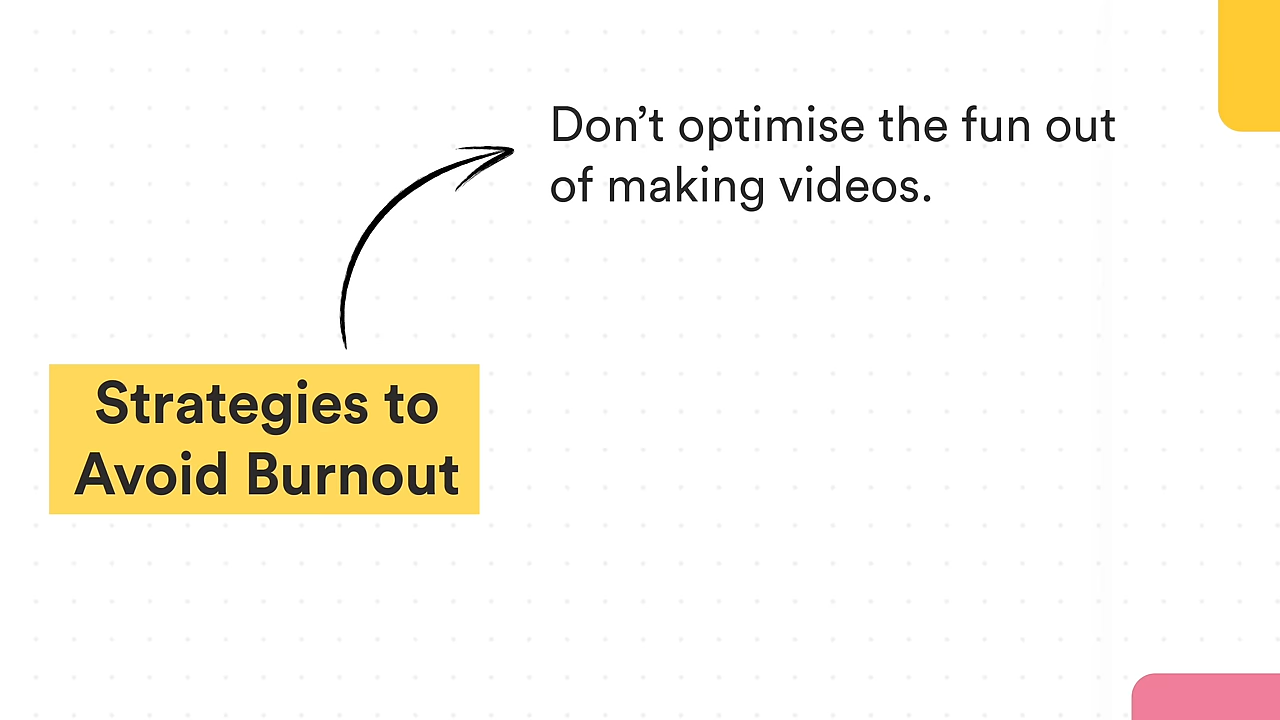 Don’t optimise the fun out
of making videos.
Strategies to
Avoid Burnout